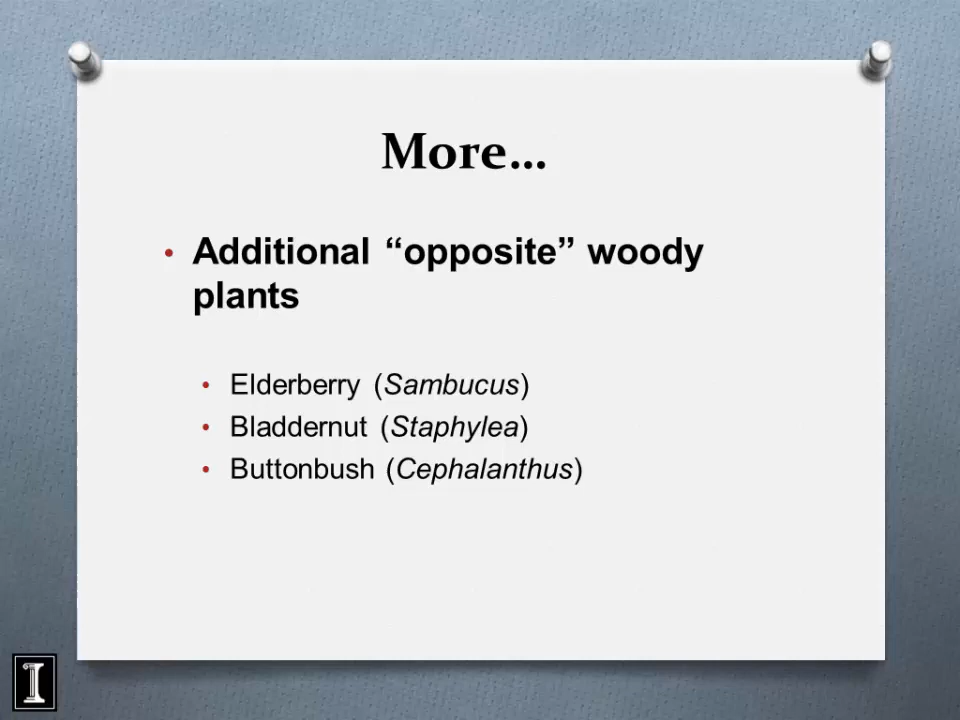 More…
• Additional “opposite” woody
plants
• Elderberry (Sambucus)
• Bladdernut (Staphylea)
• Buttonbush (Cephalanthus)
I